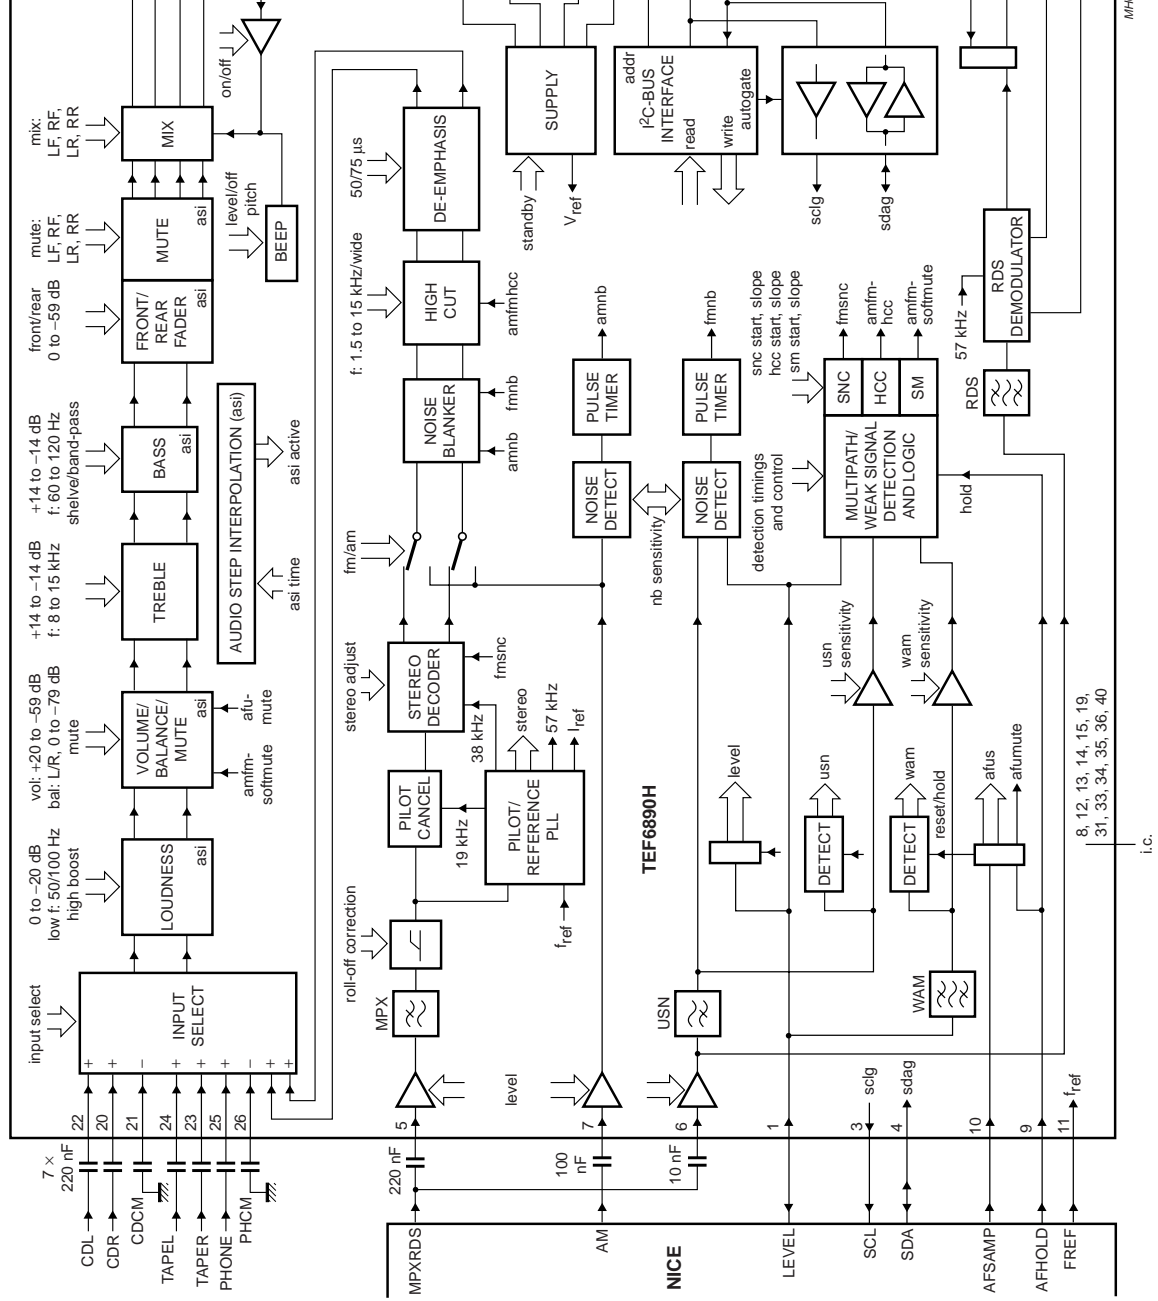 mix:
LF, RF,
LR, RR
MIX
on/off
mute:
LF, RF,
LR, RR
MUTE
asi
level/off
pitch
BEEP
front/rear
0 to −59 dB
FRONT/
REAR
FADER
asi
+14 to −14 dB
f: 60 to 120 Hz
shelve/band-pass
BASS
asi
AUDIO STEP INTERPOLATION (asi)
asi active
asi time
+14 to −14 dB
f: 8 to 15 kHz
TREBLE
vol: +20 to −59 dB
bal: L/R, 0 to −79 dB
mute
VOLUME/
BALANCE/
MUTE
asi
amfm-
softmute
afu-
mute
0 to −20 dB
low f: 50/100 Hz
high boost
LOUDNESS
asi
input select
INPUT
SELECT
+
+
−
+
+
+
−
+
+
22
20
21
24
23
25
26
7 ×
220 nF
CDL
CDR
CDCM
TAPEL
TAPER
PHONE
PHCM
50/75 µs
DE-EMPHASIS
f: 1.5 to 15 kHz/wide
HIGH
CUT
amfmhcc
NOISE
BLANKER
amnb
fmnb
fm/am
stereo adjust
STEREO
DECODER
fmsnc
38 kHz
PILOT
CANCEL
19 kHz
PILOT/
REFERENCE
PLL
stereo
57 kHz
Iref
fref
roll-off correction
MPX
level
5
7
6
220 nF
100
nF
10 nF
MPXRDS
AM
NICE
TEF6890H
SUPPLY
standby
Vref
addr
I2C-BUS
INTERFACE
read
write
autogate
sclg
sdag
amnb
PULSE
TIMER
NOISE
DETECT
fmnb
PULSE
TIMER
NOISE
DETECT
nb sensitivity
snc start, slope
hcc start, slope
sm start, slope
fmsnc
amfm-
hcc
amfm-
softmute
SNC
HCC
SM
detection timings
and control
MULTIPATH/
WEAK SIGNAL
DETECTION
AND LOGIC
hold
57 kHz
RDS
DEMODULATOR
RDS
usn
sensitivity
wam
sensitivity
level
usn
wam
DETECT
DETECT
reset/hold
afus
afumute
USN
WAM
8, 12, 13, 14, 15, 19,
31, 33, 34, 35, 36, 40
i.c.
sclg
sdag
fref
1
3
4
10
9
11
LEVEL
SCL
SDA
AFSAMP
AFHOLD
FREF